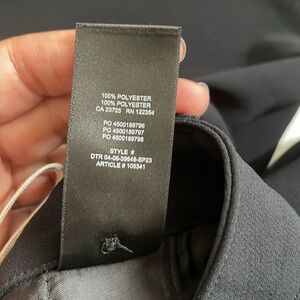 100% POLYESTER
100% POLYESTER
CA 23725 RN 122354
PO 4500189796
PO 4500189797
PO 4500189798
STYLE #
DTR 04-06-39648-SP23
ARTICLE # 105341